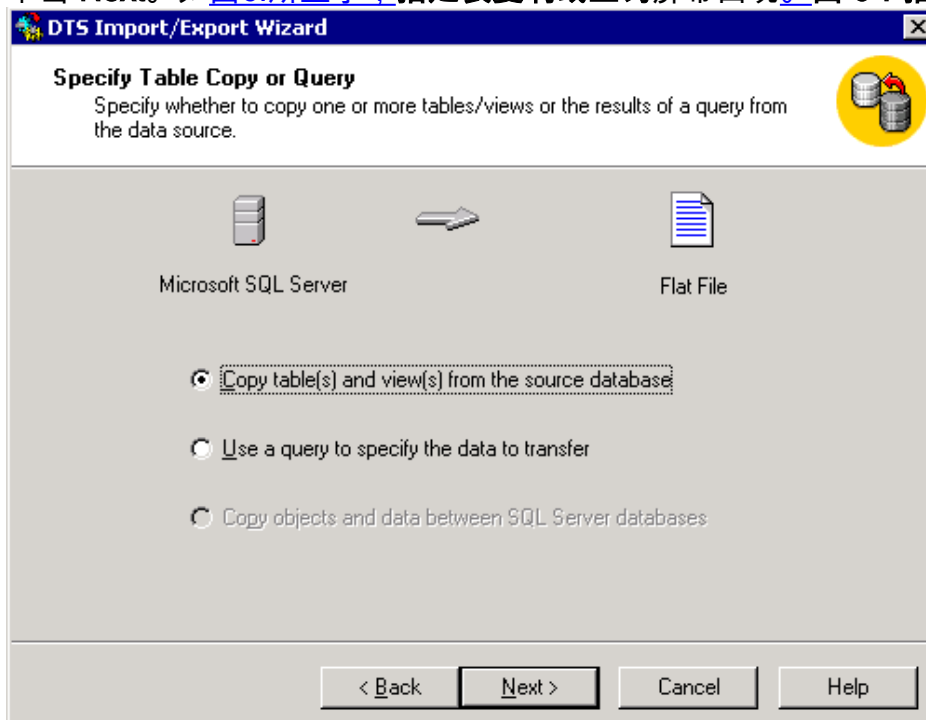 DTS Import/Export Wizard
Specify Table Copy or Query
Specify whether to copy one or more tables/views or the results of a query from
the data source.
Microsoft SQL Server
Flat File
Copy table(s) and view(s) from the source database
Use a query to specify the data to transfer
Copy objects and data between SQL Server databases
< Back
Next >
Cancel
Help